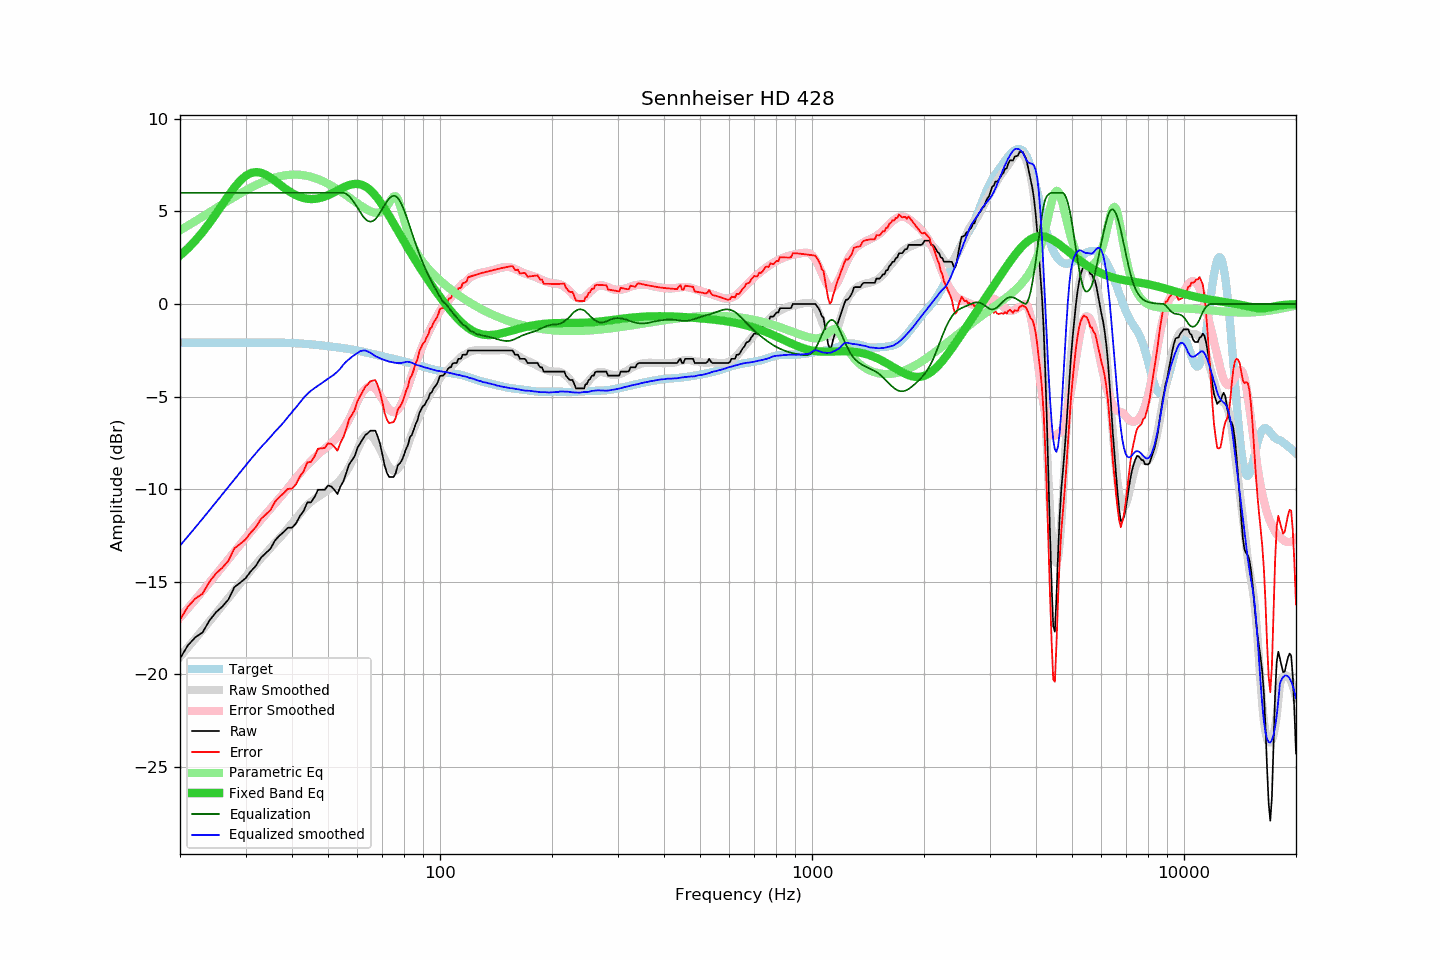 Sennheiser HD 428
10
5
0
−5
−10
−15
−20
−25
Amplitude (dBr)
Target
Raw Smoothed
Error Smoothed
Raw
Error
Parametric Eq
Fixed Band Eq
Equalization
Equalized smoothed
100
1000
10000
Frequency (Hz)